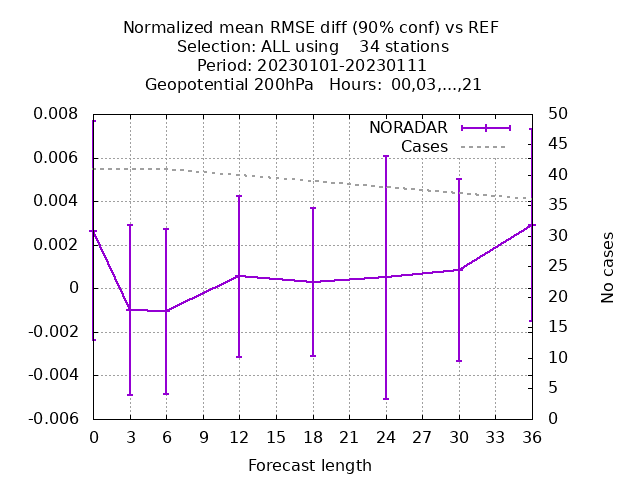 Normalized mean RMSE diff (90% conf) vs REF
Selection: ALL using    34 stations
Period: 20230101-20230111
Geopotential 200hPa   Hours:  00,03,...,21
NORADAR
Cases
0.008
0.006
0.004
0.002
0
-0.002
-0.004
-0.006
50
45
40
35
30
25
20
15
10
5
0
No cases
0 3 6 9 12 15 18 21 24 27 30 33 36
Forecast length